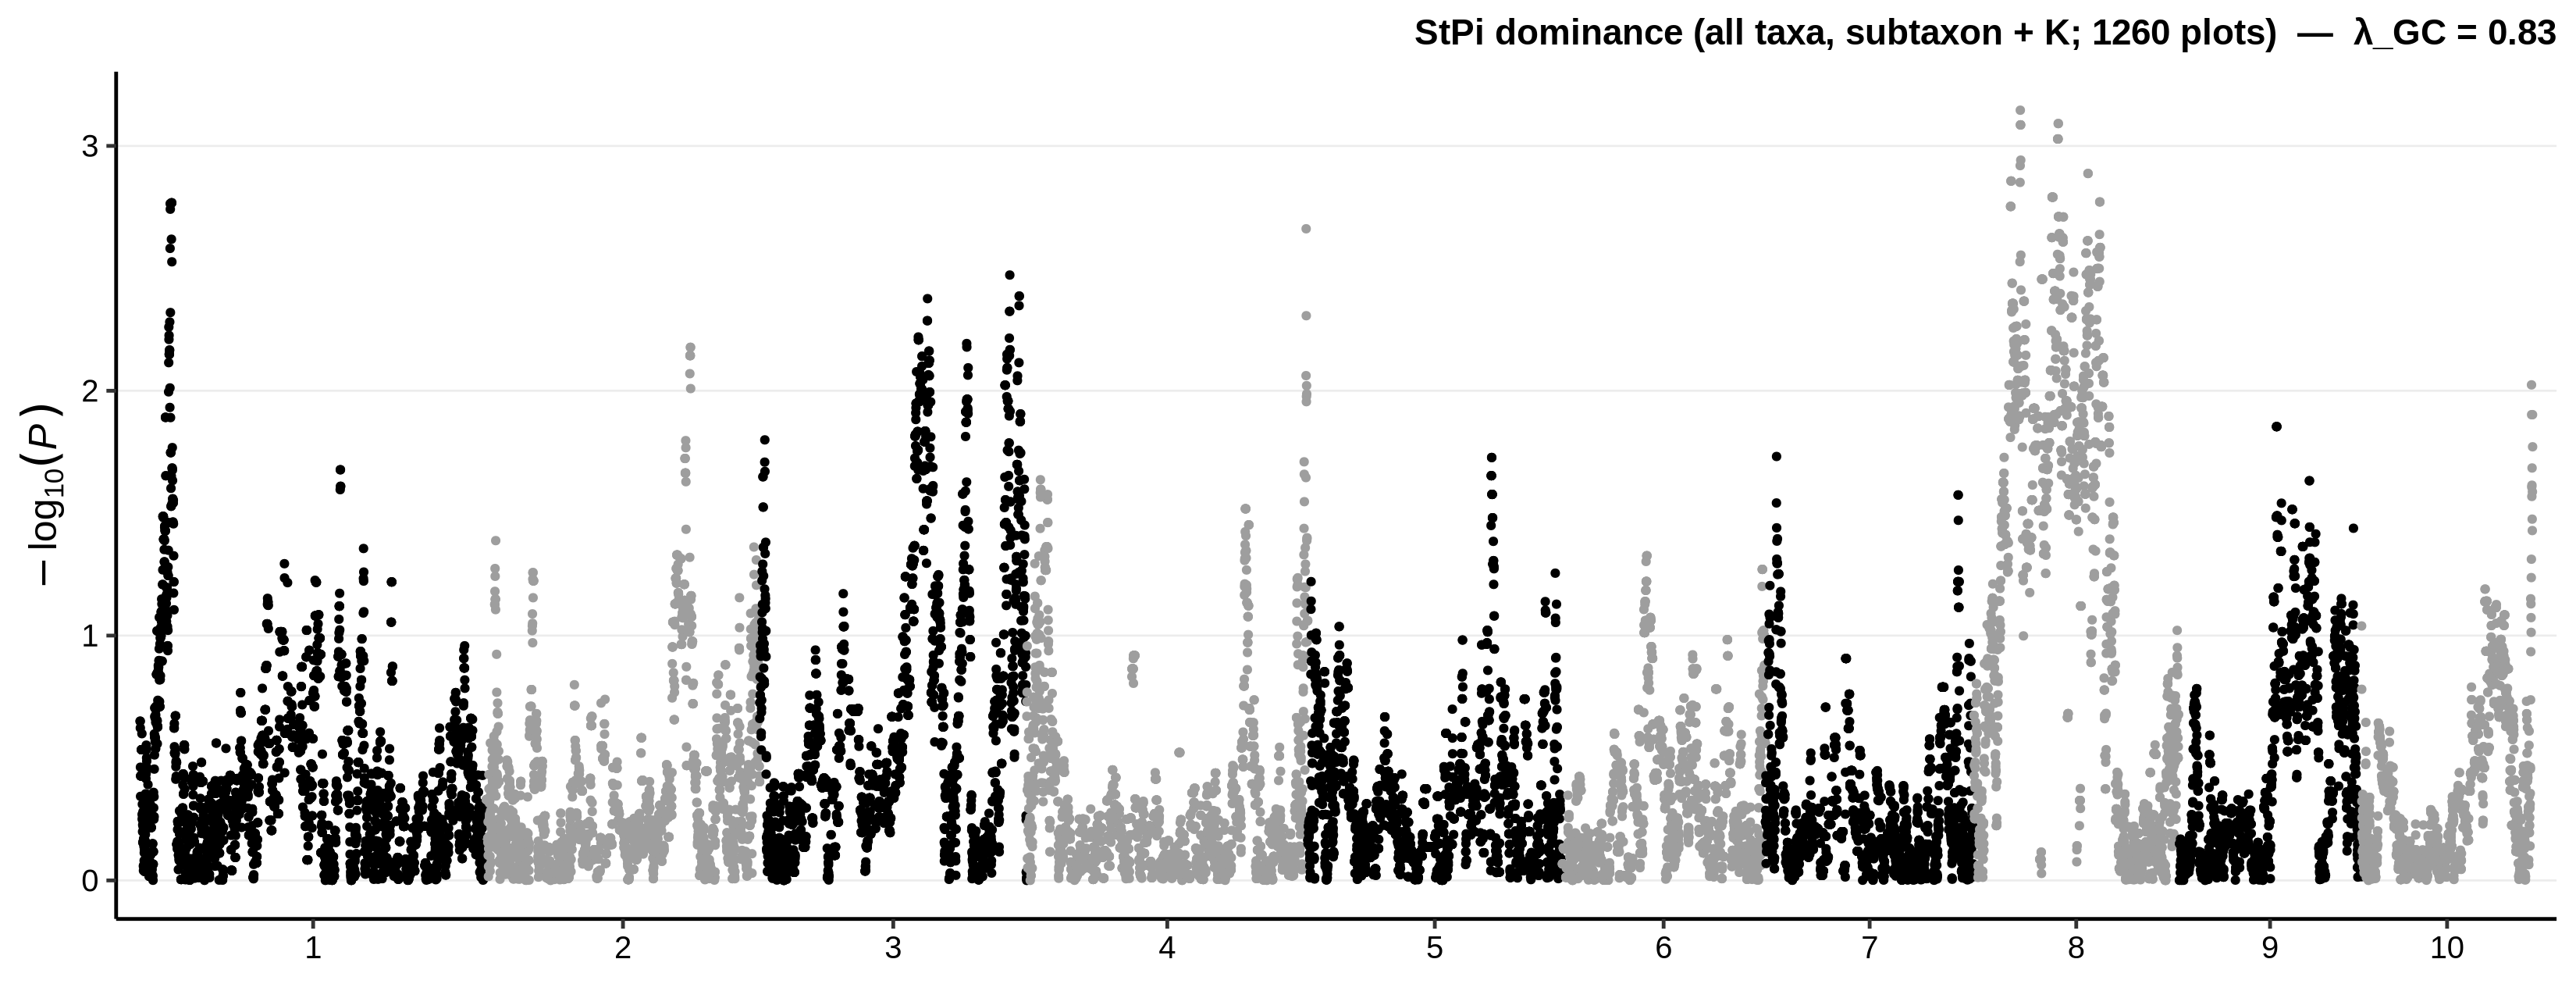 StPi dominance (all taxa, subtaxon + K; 1260 plots) — λ_GC = 0.83
− log10(P)
3
2
1
0
1 2 3 4 5 6 7 8 9 10